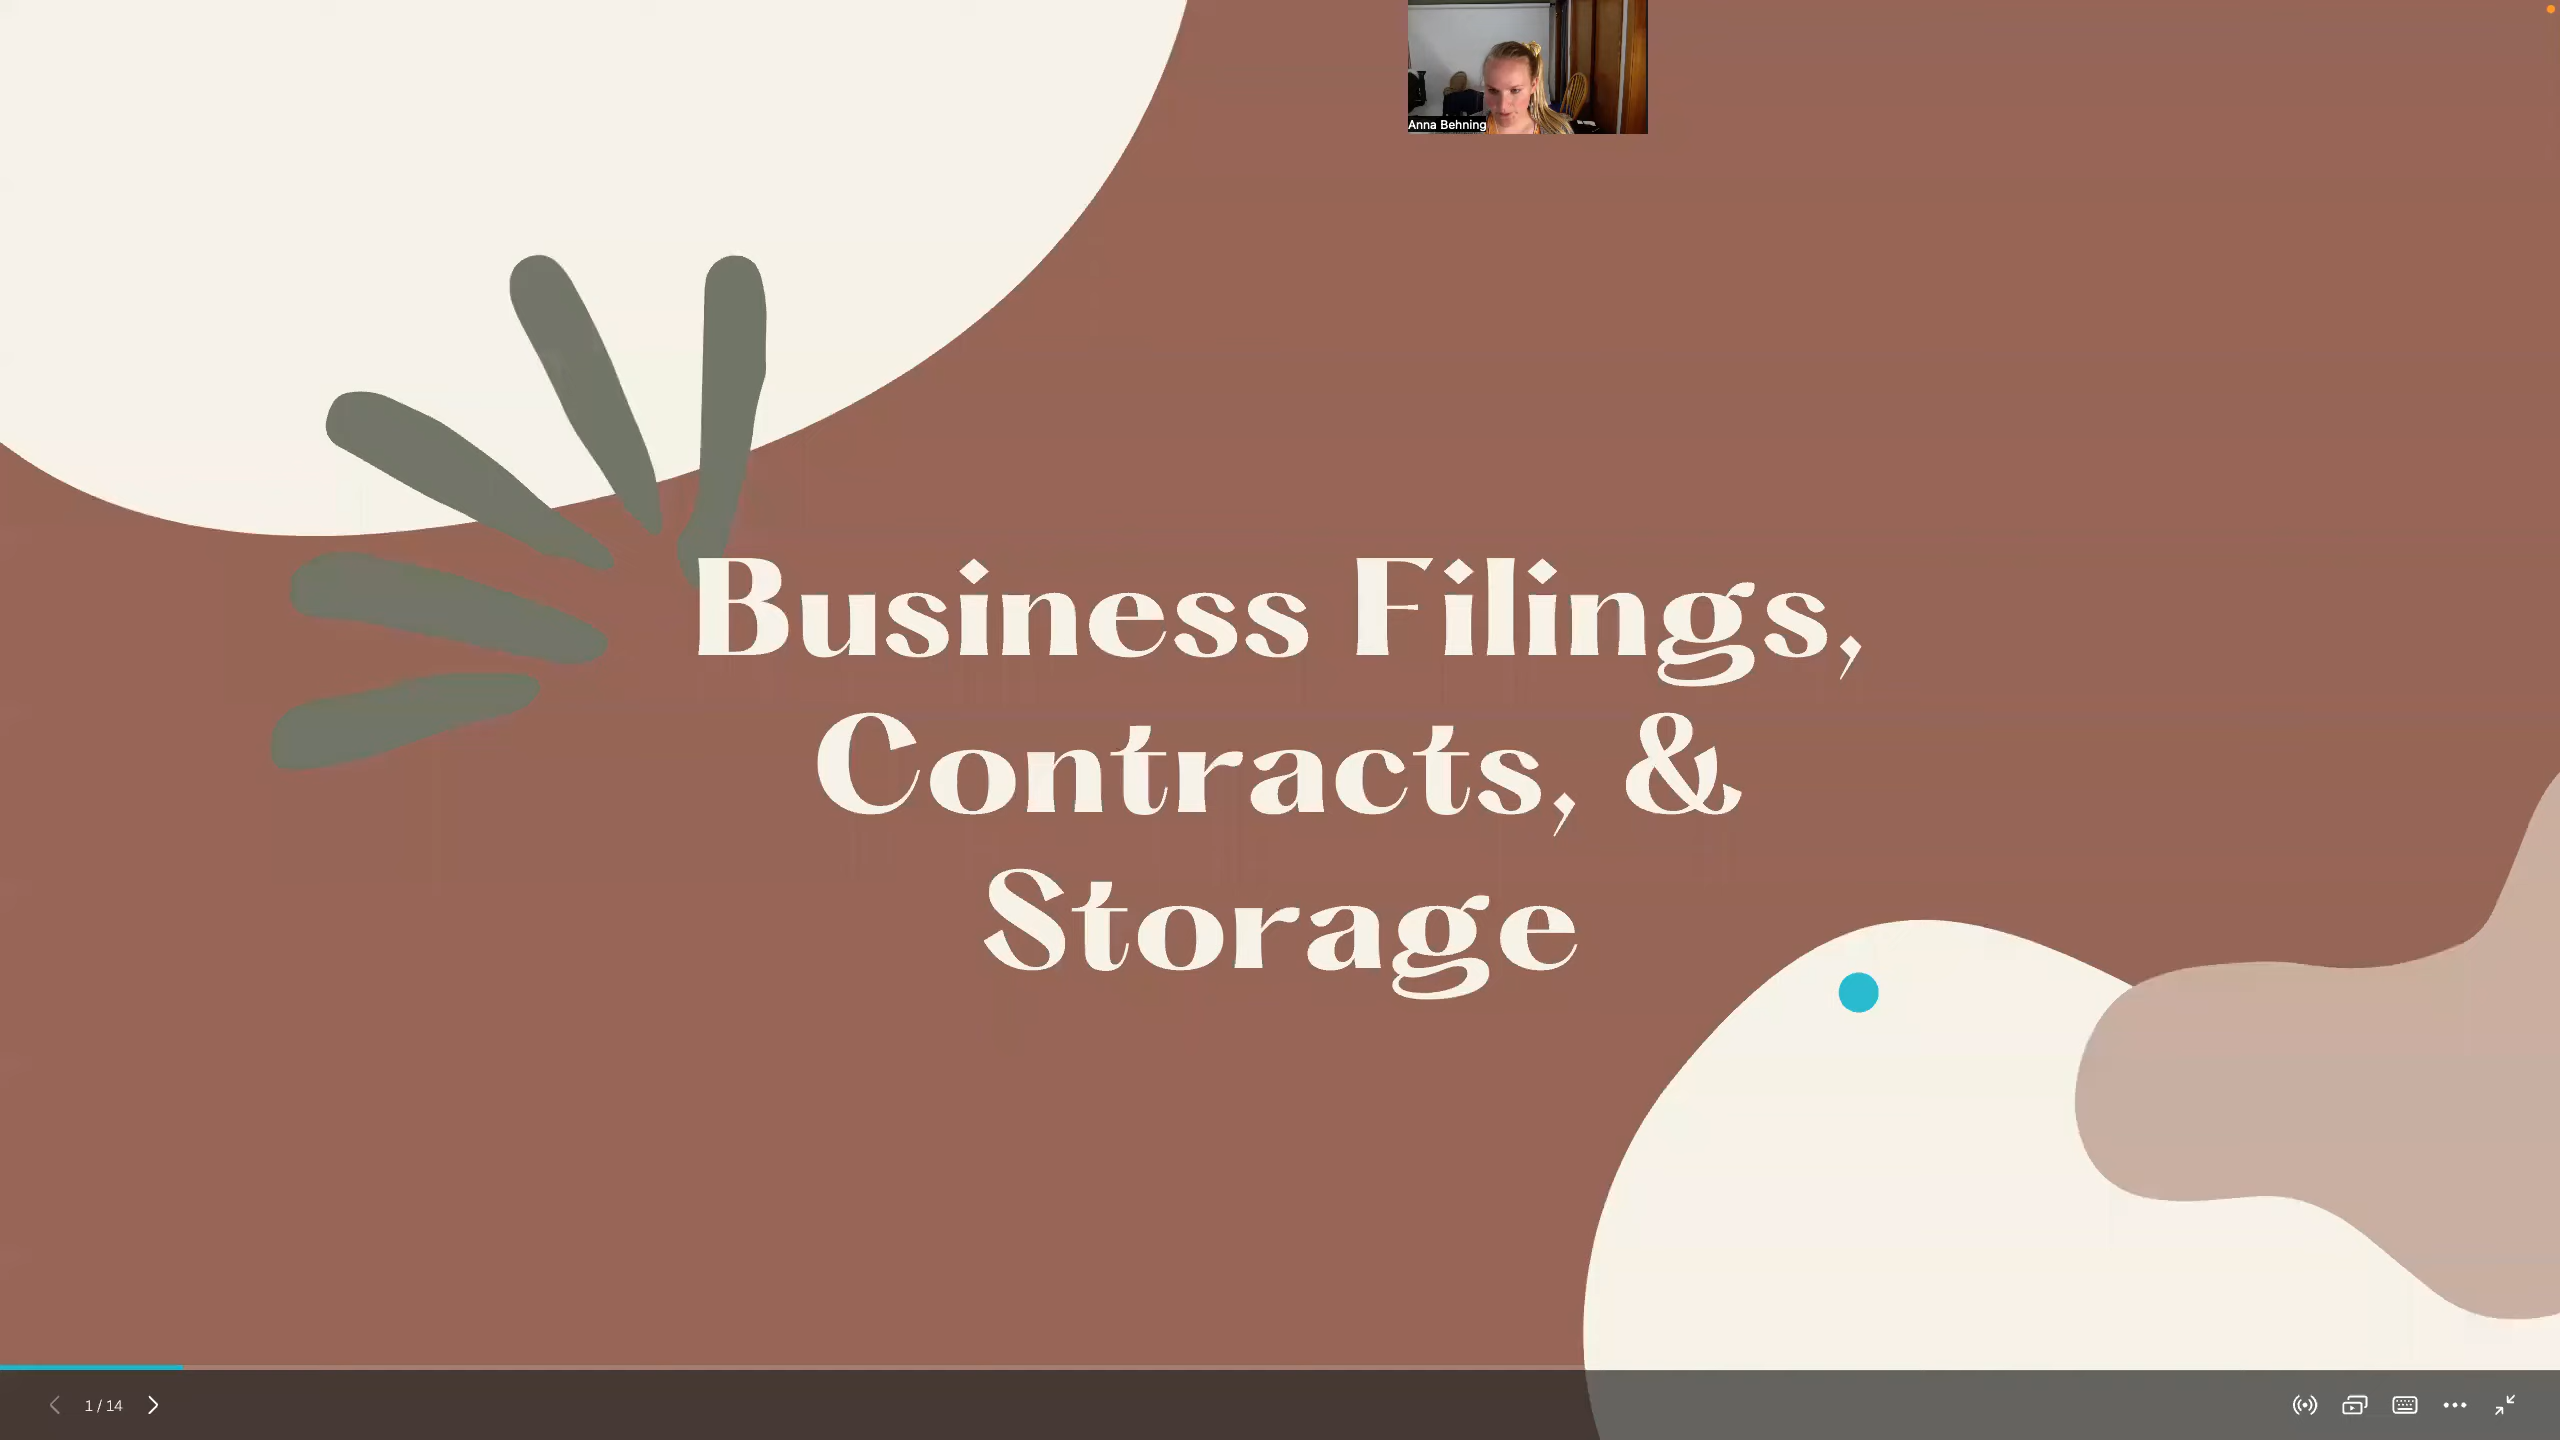 Anna Behning
Business Filings,
Contracts, &
Storage
1 / 14